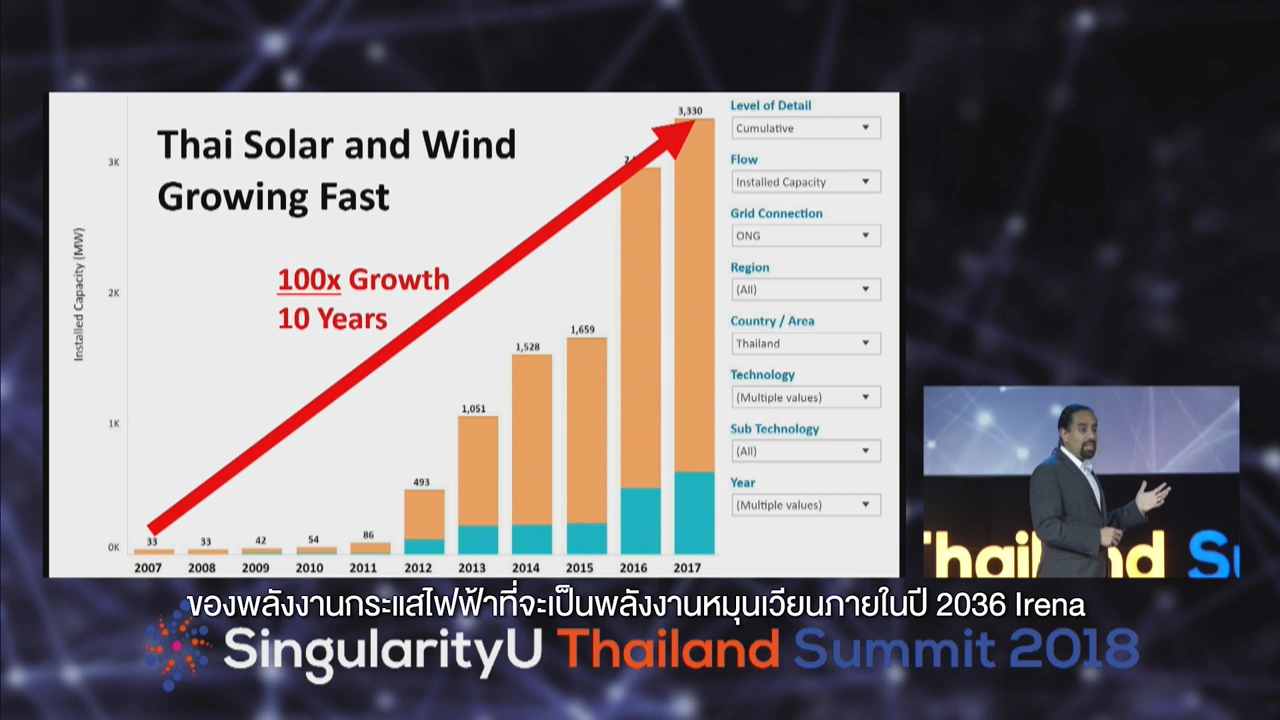 Thai Solar and Wind
Growing Fast
100x Growth
10 Years
Installed Capacity (MW)
3K
2K
1K
0K
33
33
42
54
86
493
1,051
1,528
1,659
3,330
2007
2008
2009
2010
2011
2012
2013
2014
2015
2016
2017
Level of Detail
Cumulative
Flow
Installed Capacity
Grid Connection
ONG
Region
(All)
Country / Area
Thailand
Technology
(Multiple values)
Sub Technology
(All)
Year
(Multiple values)
ของพลังงานกระแสไฟฟ้าที่จะเป็นพลังงานหมุนเวียนภายในปี 2036 Irena
SingularityU Thailand Summit 2018